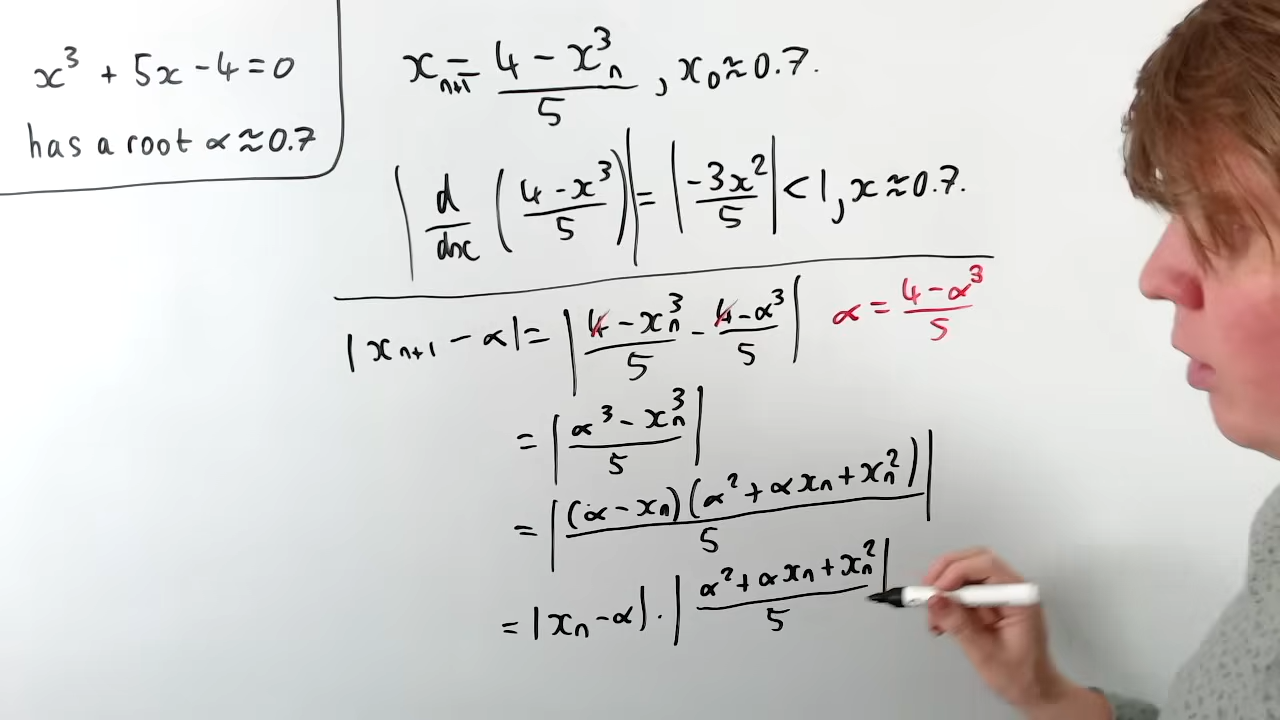 x³ + 5x - 4 = 0
has a root α ≈ 0.7
xₙ₊₁ = (4 - xₙ³)/5 , x₀ ≈ 0.7.
|d/dx ((4 - x³)/5)| = |-3x²/5| < 1, x ≈ 0.7.
|xₙ₊₁ - α| = |(4 - xₙ³)/5 - (4 - α³)/5| α = (4 - α³)/5
= |(α³ - xₙ³)/5|
= |(α - xₙ)(α² + αxₙ + xₙ²)/5|
= |xₙ - α| · |(α² + αxₙ + xₙ²)/5|